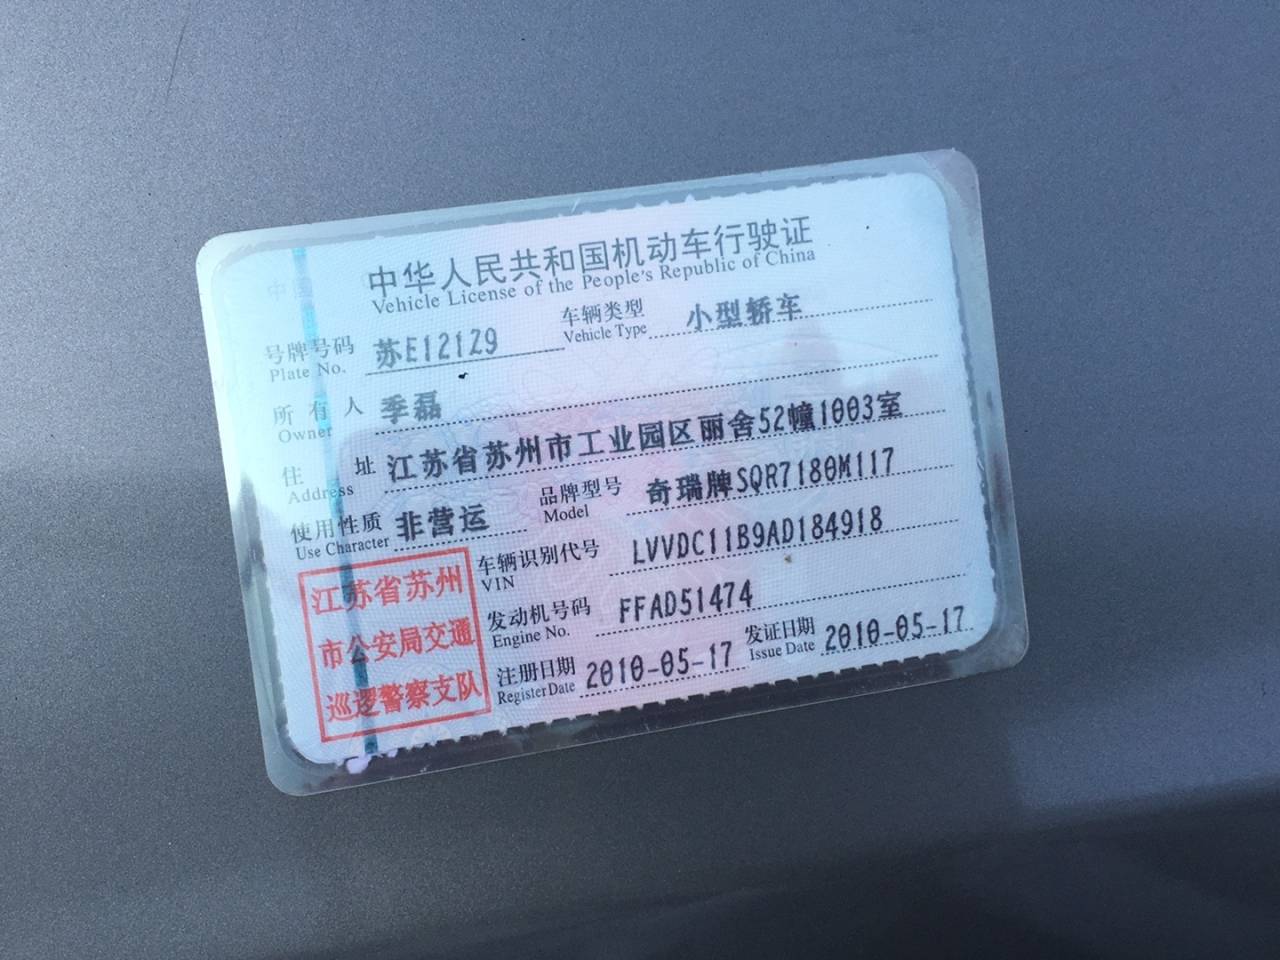 中华人民共和国机动车行驶证
Vehicle License of the People's Republic of China
号牌号码 苏E121Z9 车辆类型 小型轿车
Plate No. Vehicle Type
所有人 季磊
Owner
住址 江苏省苏州市工业园区丽舍52幢1003室
Address
使用性质 非营运 品牌型号 奇瑞牌SQR7180M117
Use Character Model
车辆识别代号 LVVDC11B9AD184918
VIN
发动机号码 FFAD51474
Engine No.
注册日期 2010-05-17 发证日期 2010-05-17
Register Date Issue Date
江苏省苏州
市公安局交通
巡逻警察支队